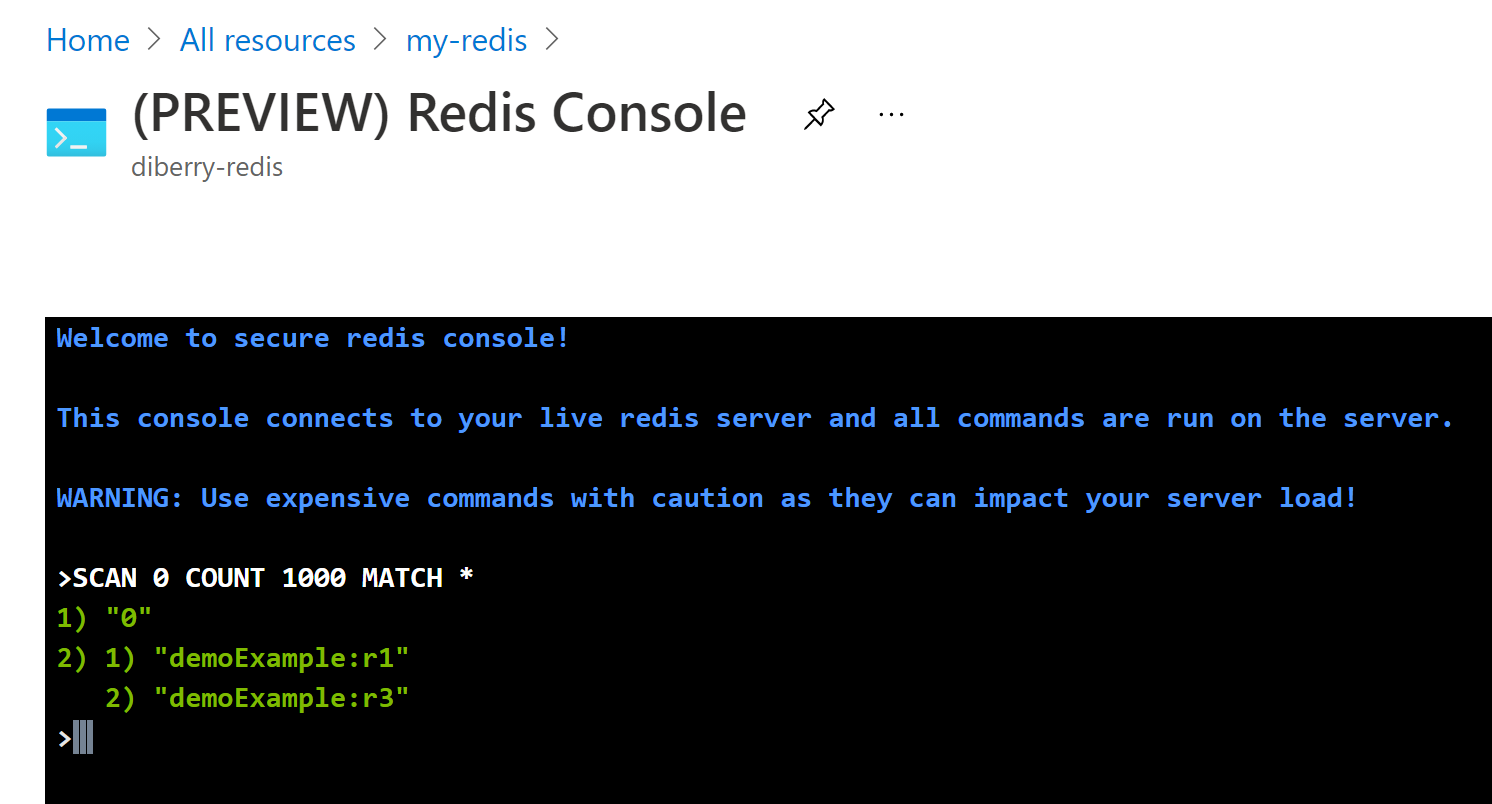 Home > All resources > my-redis >
(PREVIEW) Redis Console ...
diberry-redis
Welcome to secure redis console!
This console connects to your live redis server and all commands are run on the server.
WARNING: Use expensive commands with caution as they can impact your server load!
>SCAN 0 COUNT 1000 MATCH *
1) "0"
2) 1) "demoExample:r1"
   2) "demoExample:r3"
>